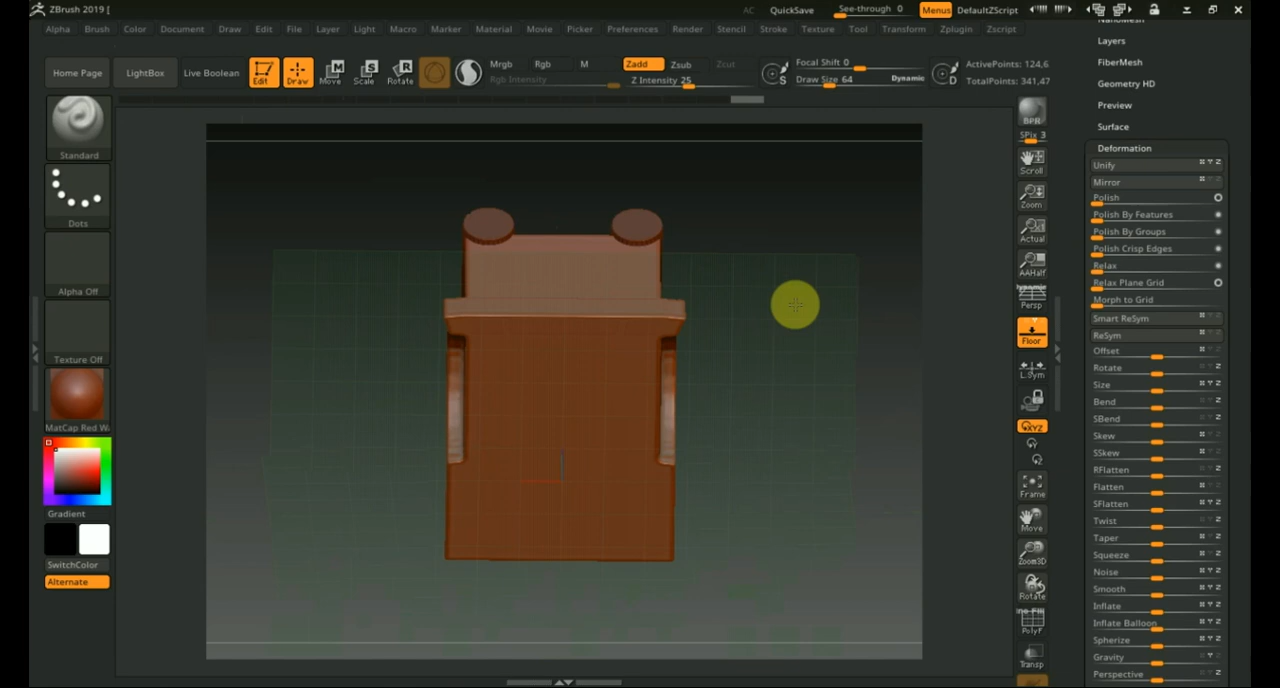 ZBrush 2019 [
AC QuickSave See-through 0 Menus DefaultZScript
Alpha Brush Color Document Draw Edit File Layer Light Macro Marker Material Movie Picker Preferences Render Stencil Stroke Texture Tool Transform Zplugin Zscript
Home Page LightBox Live Boolean Edit Draw Move Scale Rotate
Mrgb Rgb M Zadd Zsub Zcut
Rgb Intensity Z Intensity 25
Focal Shift 0
Draw Size 64 Dynamic
S
D
ActivePoints: 124,6
TotalPoints: 341,47
Standard
Dots
Alpha Off
Texture Off
MatCap Red Wa
Gradient
SwitchColor
Alternate
BPR
SPix 3
Scroll
Zoom
Actual
AAHalf
Dynamic
Persp
Floor
L.Sym
XYZ
Frame
Move
Zoom3D
Rotate
PolyF
Transp
NanoMesh
Layers
FiberMesh
Geometry HD
Preview
Surface
Deformation
Unify
Mirror
Polish
Polish By Features
Polish By Groups
Polish Crisp Edges
Relax
Relax Plane Grid
Morph to Grid
Smart ReSym
ReSym
Offset
Rotate
Size
Bend
SBend
Skew
SSkew
RFlatten
Flatten
SFlatten
Twist
Taper
Squeeze
Noise
Smooth
Inflate
Inflate Balloon
Spherize
Gravity
Perspective